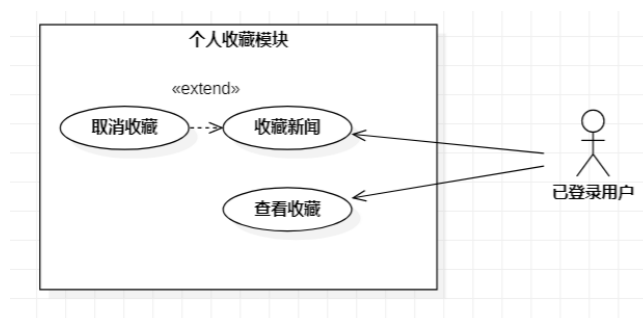 个人收藏模块
«extend»
取消收藏
收藏新闻
查看收藏
已登录用户